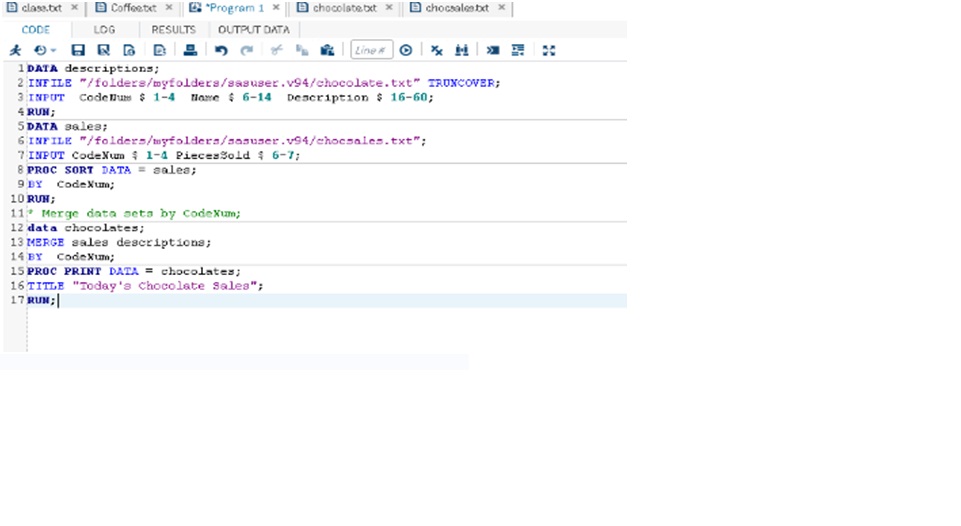 class.txt × Coffee.txt × *Program 1 × chocolate.txt × chocsales.txt ×
CODE LOG RESULTS OUTPUT DATA
Line #
1 DATA descriptions;
2 INFILE "/folders/myfolders/sasuser.v94/chocolate.txt" TRUNCOVER;
3 INPUT CodeNum $ 1-4 Name $ 6-14 Description $ 16-60;
4 RUN;
5 DATA sales;
6 INFILE "/folders/myfolders/sasuser.v94/chocsales.txt";
7 INPUT CodeNum $ 1-4 PiecesSold $ 6-7;
8 PROC SORT DATA = sales;
9 BY CodeNum;
10 RUN;
11 * Merge data sets by CodeNum;
12 data chocolates;
13 MERGE sales descriptions;
14 BY CodeNum;
15 PROC PRINT DATA = chocolates;
16 TITLE "Today's Chocolate Sales";
17 RUN;